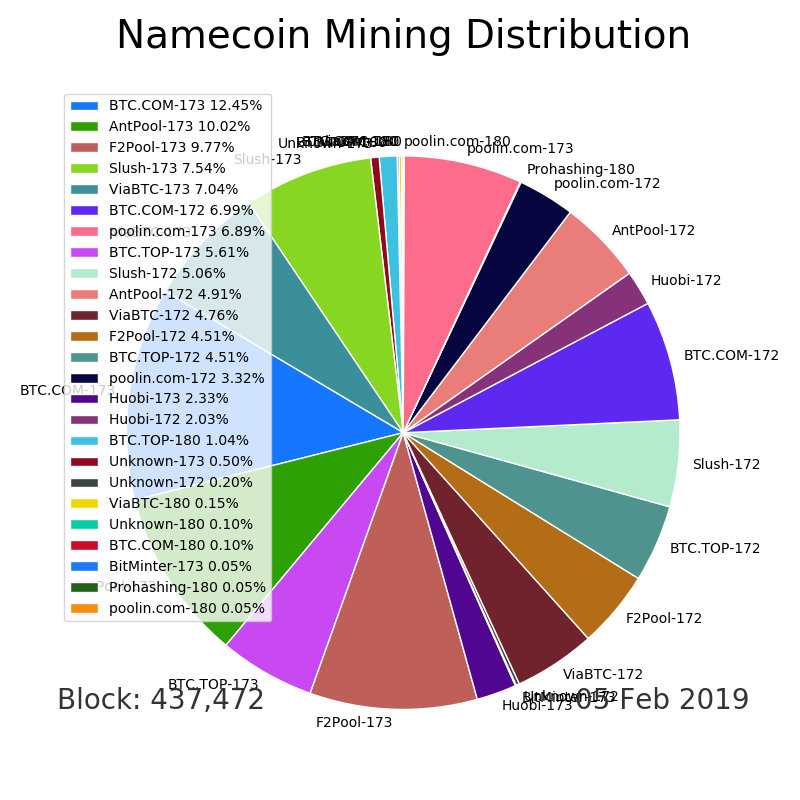 Namecoin Mining Distribution
BTC.COM-173 12.45%
AntPool-173 10.02%
F2Pool-173 9.77%
Slush-173 7.54%
ViaBTC-173 7.04%
BTC.COM-172 6.99%
poolin.com-173 6.89%
BTC.TOP-173 5.61%
Slush-172 5.06%
AntPool-172 4.91%
ViaBTC-172 4.76%
F2Pool-172 4.51%
BTC.TOP-172 4.51%
poolin.com-172 3.32%
Huobi-173 2.33%
Huobi-172 2.03%
BTC.TOP-180 1.04%
Unknown-173 0.50%
Unknown-172 0.20%
ViaBTC-180 0.15%
Unknown-180 0.10%
BTC.COM-180 0.10%
BitMinter-173 0.05%
Prohashing-180 0.05%
poolin.com-180 0.05%
poolin.com-180
poolin.com-173
Prohashing-180
poolin.com-172
AntPool-172
Huobi-172
BTC.COM-172
Slush-172
BTC.TOP-172
F2Pool-172
ViaBTC-172
Unknown-172
Huobi-173
F2Pool-173
BTC.TOP-173
BTC.COM-173
Slush-173
Unknown-173
Block: 437,472
05 Feb 2019